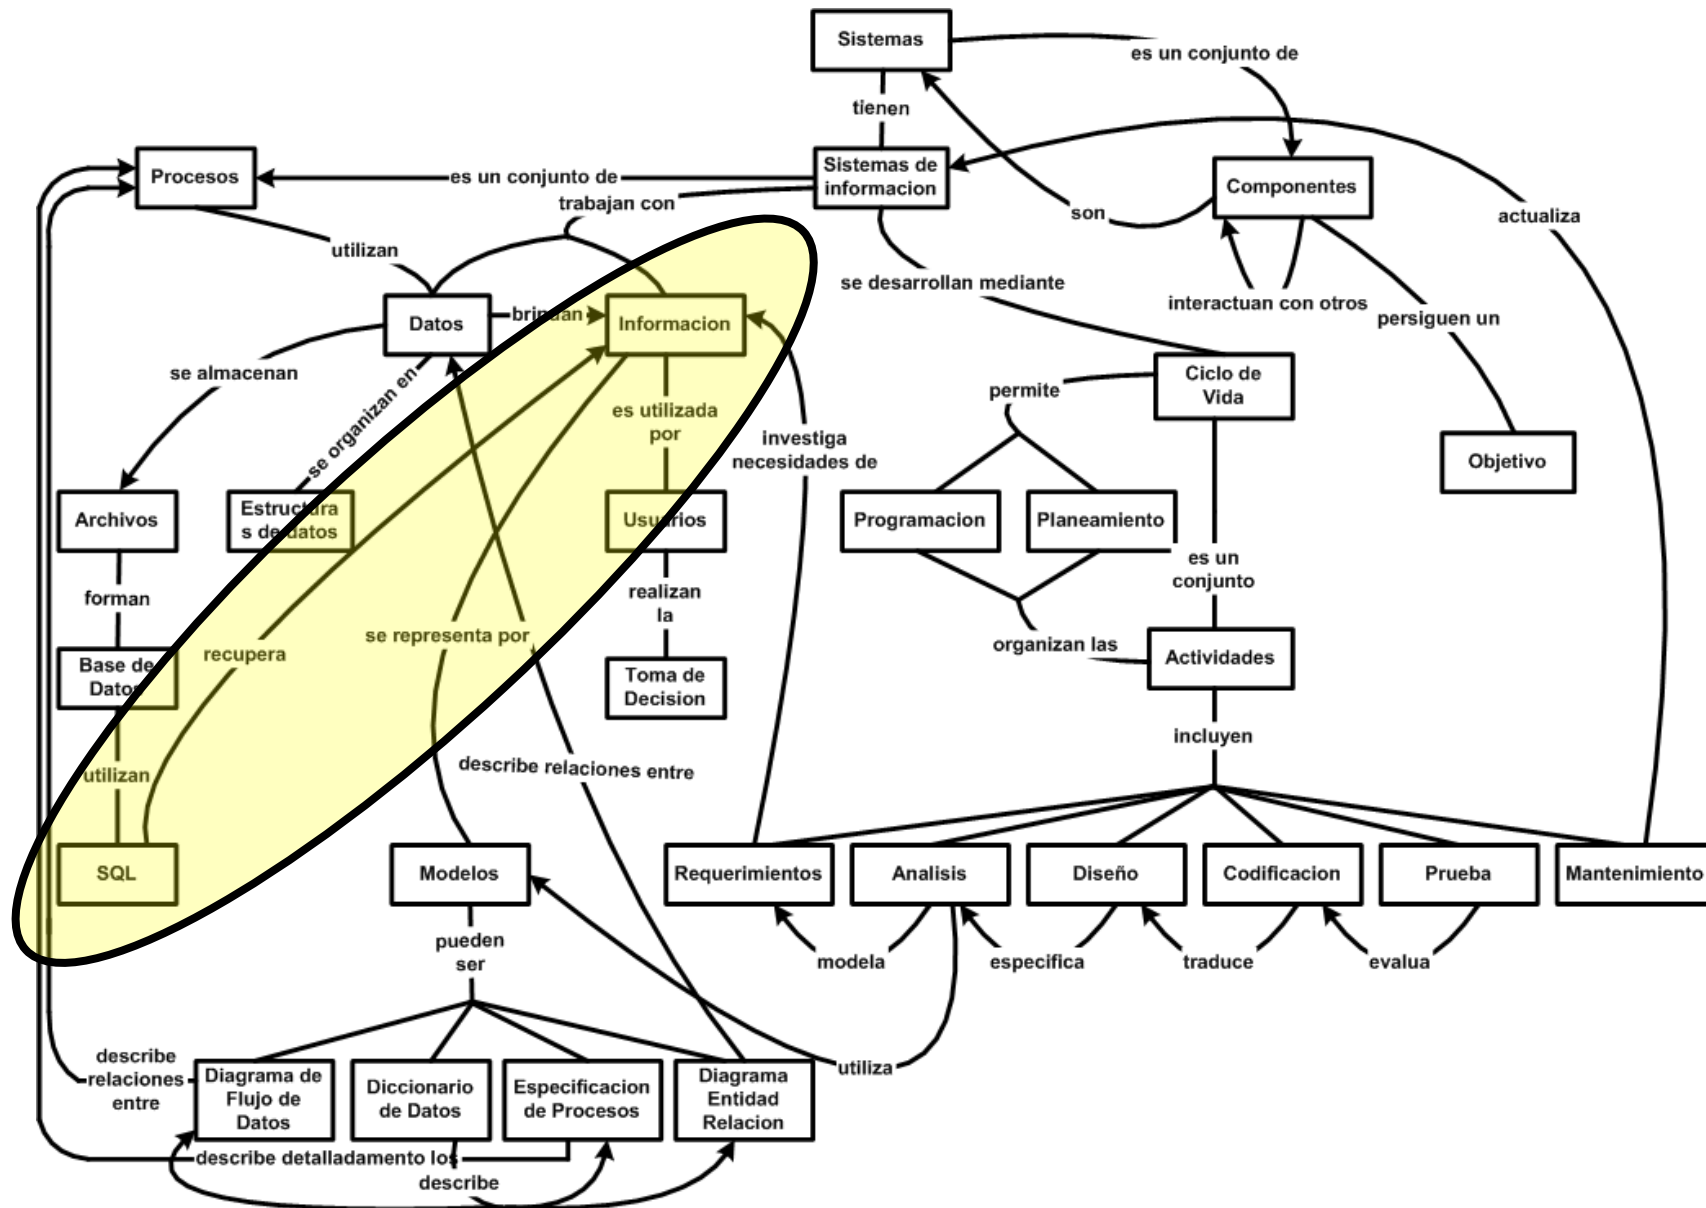 Sistemas
es un conjunto de
tienen
Procesos
es un conjunto de
Sistemas de
informacion
Componentes
trabajan con
son
actualiza
utilizan
se desarrollan mediante
interactuan con otros
persiguen un
Datos
brindan
Informacion
se almacenan
se organizan en
es utilizada
por
permite
Ciclo de
Vida
investiga
necesidades de
Objetivo
Archivos
Estructura
s de datos
Usuarios
Programacion
Planeamiento
es un
conjunto
forman
realizan
la
se representa por
organizan las
Actividades
recupera
Base de
Datos
Toma de
Decision
incluyen
utilizan
describe relaciones entre
SQL
Modelos
Requerimientos
Analisis
Diseño
Codificacion
Prueba
Mantenimiento
pueden
ser
modela
especifica
traduce
evalua
describe
relaciones
entre
utiliza
Diagrama de
Flujo de
Datos
Diccionario
de Datos
Especificacion
de Procesos
Diagrama
Entidad
Relacion
describe detalladamento los
describe